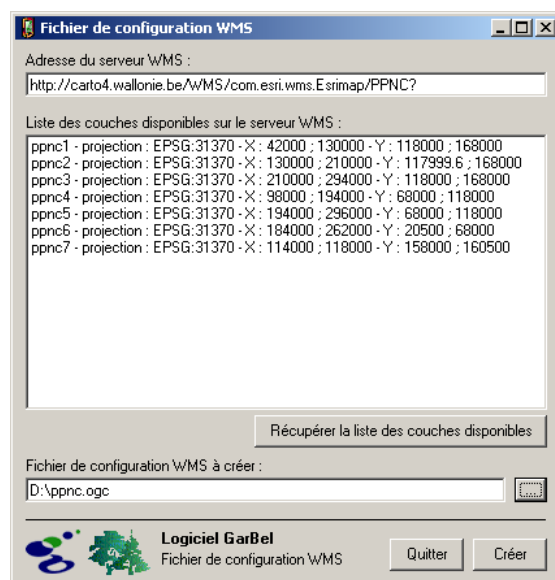 Fichier de configuration WMS
Adresse du serveur WMS :
http://carto4.wallonie.be/WMS/com.esri.wms.Esrimap/PPNC?
Liste des couches disponibles sur le serveur WMS :
ppnc1 - projection : EPSG:31370 - X : 42000 ; 130000 - Y : 118000 ; 168000
ppnc2 - projection : EPSG:31370 - X : 130000 ; 210000 - Y : 117999.6 ; 168000
ppnc3 - projection : EPSG:31370 - X : 210000 ; 294000 - Y : 118000 ; 168000
ppnc4 - projection : EPSG:31370 - X : 98000 ; 194000 - Y : 68000 ; 118000
ppnc5 - projection : EPSG:31370 - X : 194000 ; 296000 - Y : 68000 ; 118000
ppnc6 - projection : EPSG:31370 - X : 184000 ; 262000 - Y : 20500 ; 68000
ppnc7 - projection : EPSG:31370 - X : 114000 ; 118000 - Y : 158000 ; 160500
Récupérer la liste des couches disponibles
Fichier de configuration WMS à créer :
D:\ppnc.ogc
...
Logiciel GarBel
Fichier de configuration WMS
Quitter
Créer